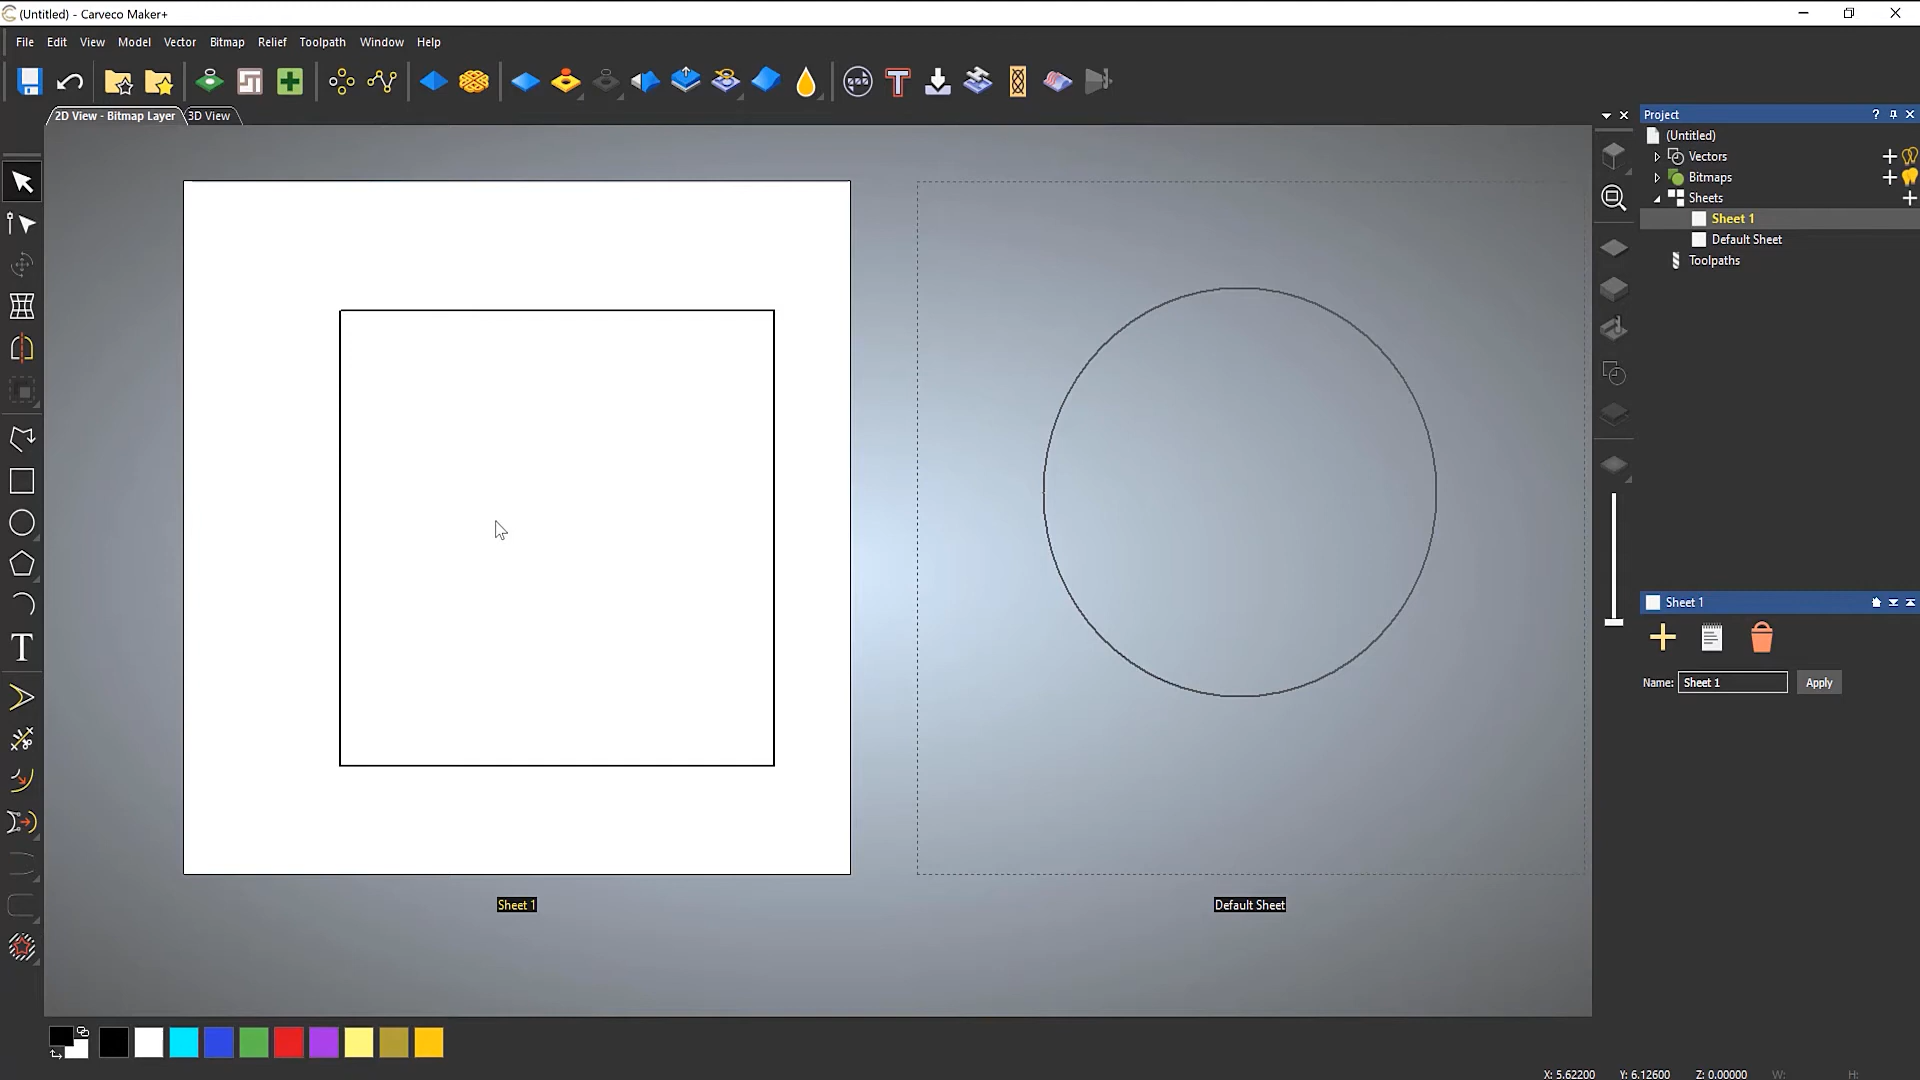 (Untitled) - Carveco Maker+
File Edit View Model Vector Bitmap Relief Toolpath Window Help
2D View - Bitmap Layer 3D View
Project
(Untitled)
Vectors
Bitmaps
Sheets
Sheet 1
Default Sheet
Toolpaths
Sheet 1
Name: Sheet 1 Apply
Sheet 1
Default Sheet
X: 5.62200 Y: 6.12600 Z: 0.00000 W: H: